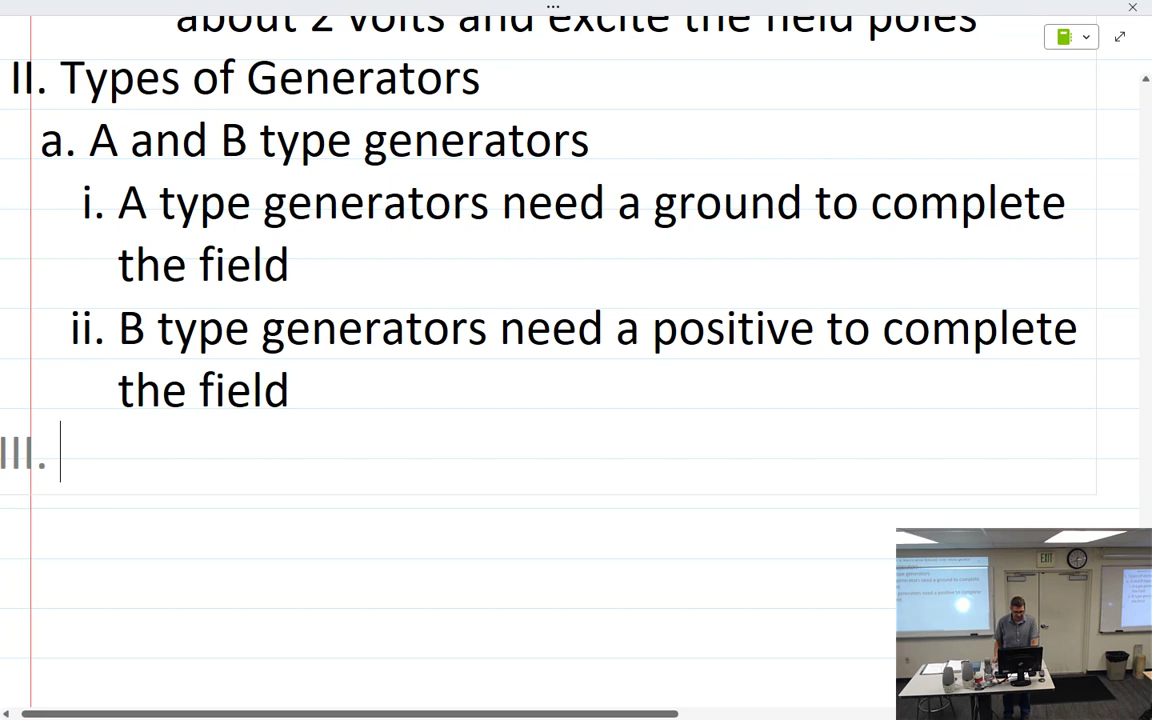 about 2 volts and excite the field poles
II. Types of Generators
a. A and B type generators
i. A type generators need a ground to complete
the field
ii. B type generators need a positive to complete
the field
III.
EXIT